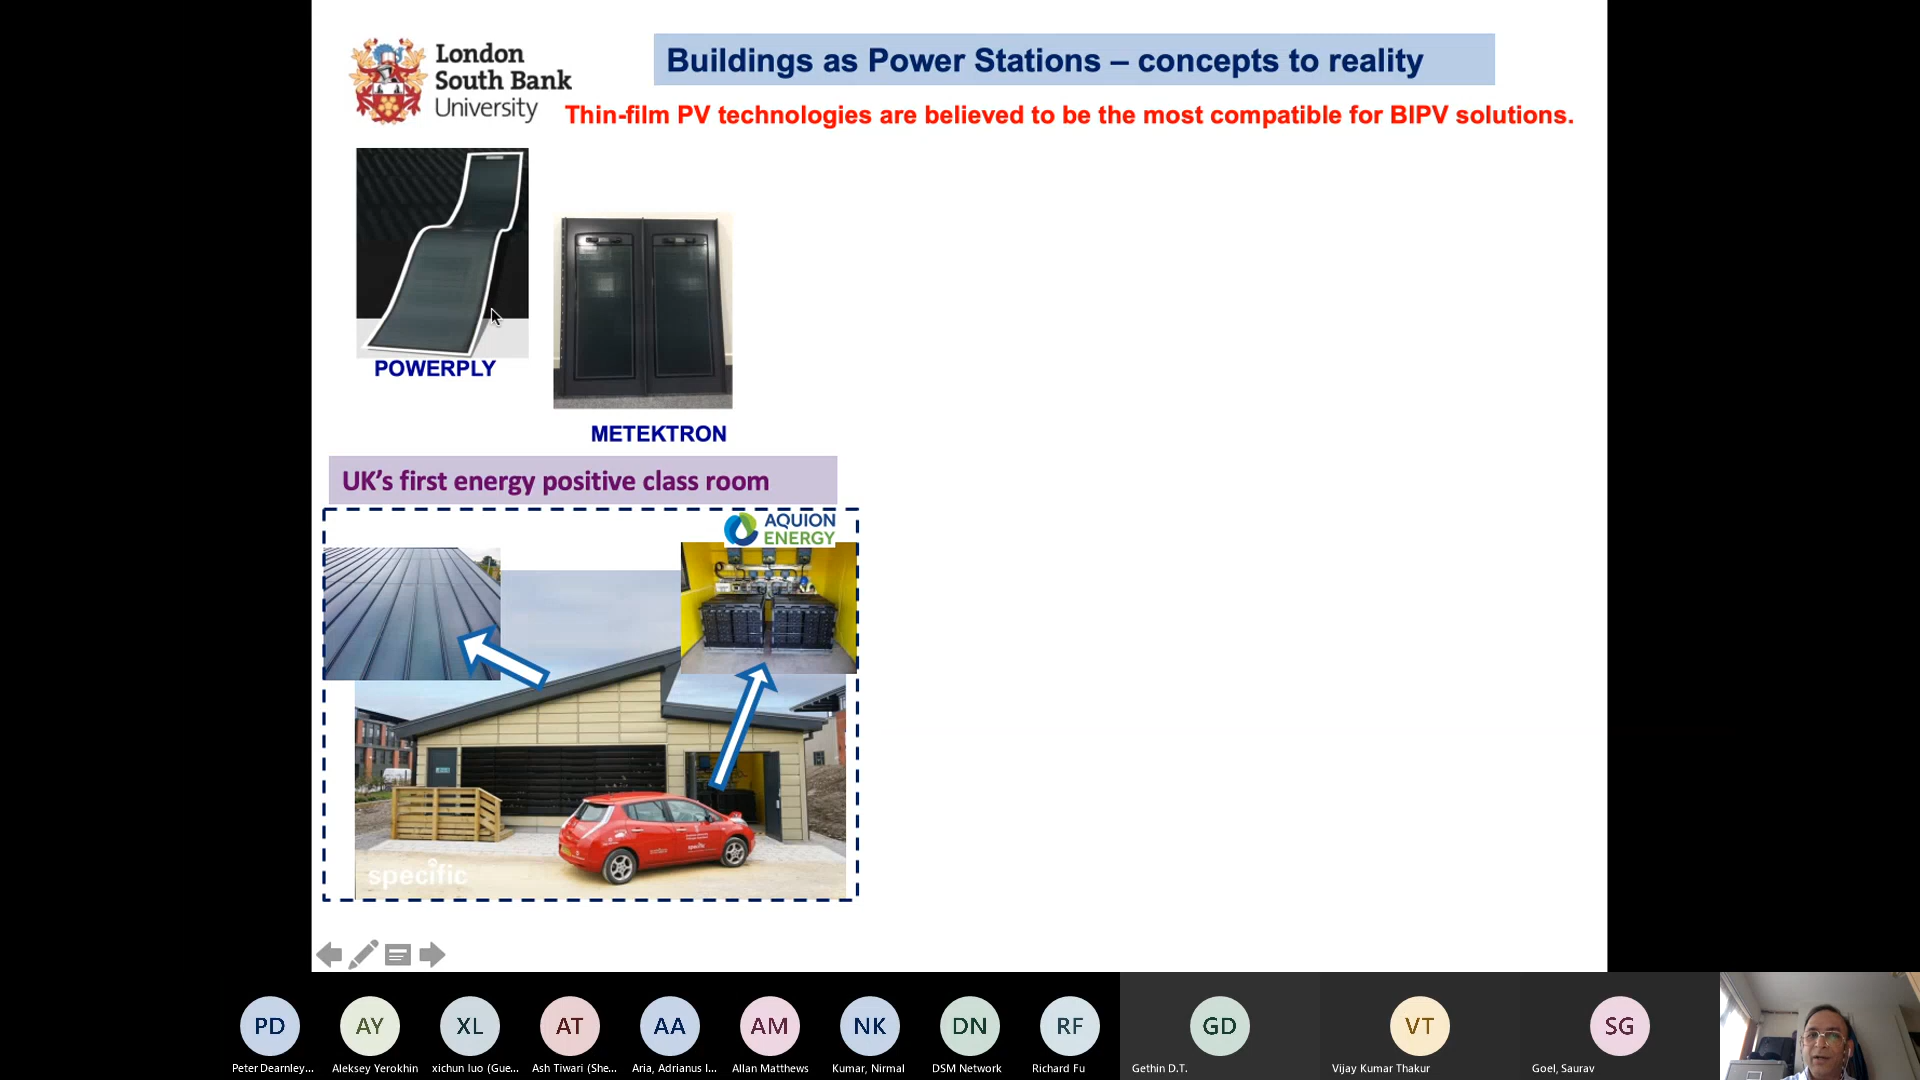 London
South Bank
University
Buildings as Power Stations – concepts to reality
Thin-film PV technologies are believed to be the most compatible for BIPV solutions.
POWERPLY
METEKTRON
UK's first energy positive class room
AQUION
ENERGY
specific
specific
PD
AY
XL
AT
AA
AM
NK
DN
RF
GD
VT
SG
Peter Dearnley...
Aleksey Yerokhin
xichun luo (Gue...
Ash Tiwari (She...
Aria, Adrianus I...
Allan Matthews
Kumar, Nirmal
DSM Network
Richard Fu
Gethin D.T.
Vijay Kumar Thakur
Goel, Saurav